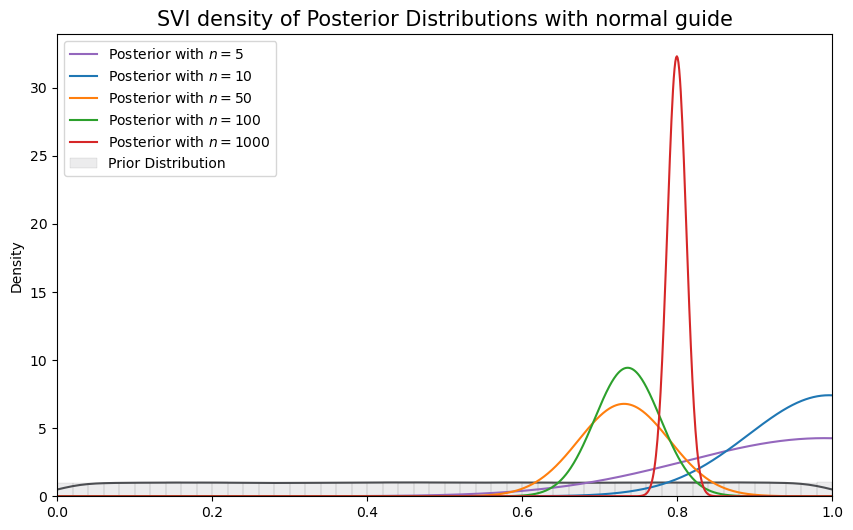 SVI density of Posterior Distributions with normal guide
Posterior with n = 5
Posterior with n = 10
Posterior with n = 50
Posterior with n = 100
Posterior with n = 1000
Prior Distribution
Density
30
25
20
15
10
5
0
0.0 0.2 0.4 0.6 0.8 1.0